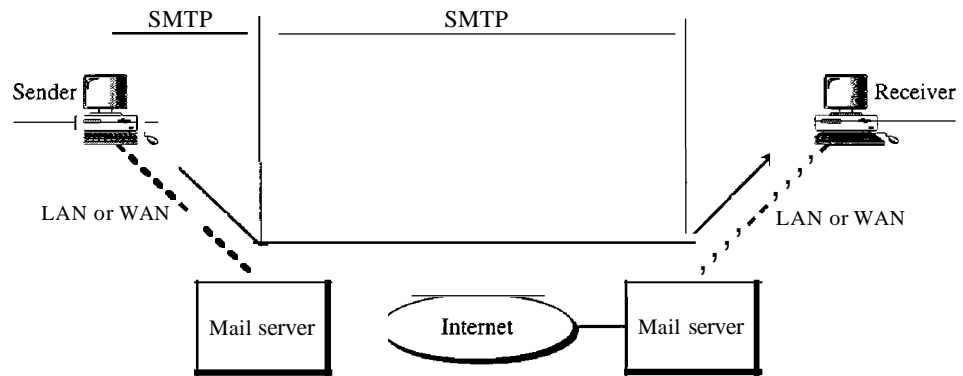 SMTP SMTP
Sender Receiver
LAN or WAN LAN or WAN
Mail server Internet Mail server